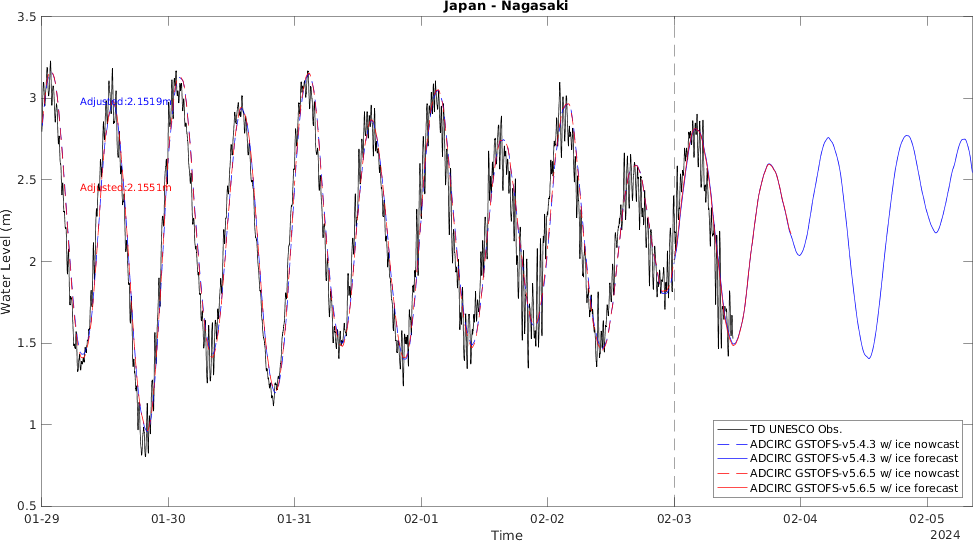 Japan - Nagasaki
3.5
3
2.5
2
1.5
1
0.5
Water Level (m)
Adjusted:2.1519m
Adjusted:2.1551m
TD UNESCO Obs.
ADCIRC GSTOFS-v5.4.3 w/ ice nowcast
ADCIRC GSTOFS-v5.4.3 w/ ice forecast
ADCIRC GSTOFS-v5.6.5 w/ ice nowcast
ADCIRC GSTOFS-v5.6.5 w/ ice forecast
01-29 01-30 01-31 02-01 02-02 02-03 02-04 02-05
Time
2024